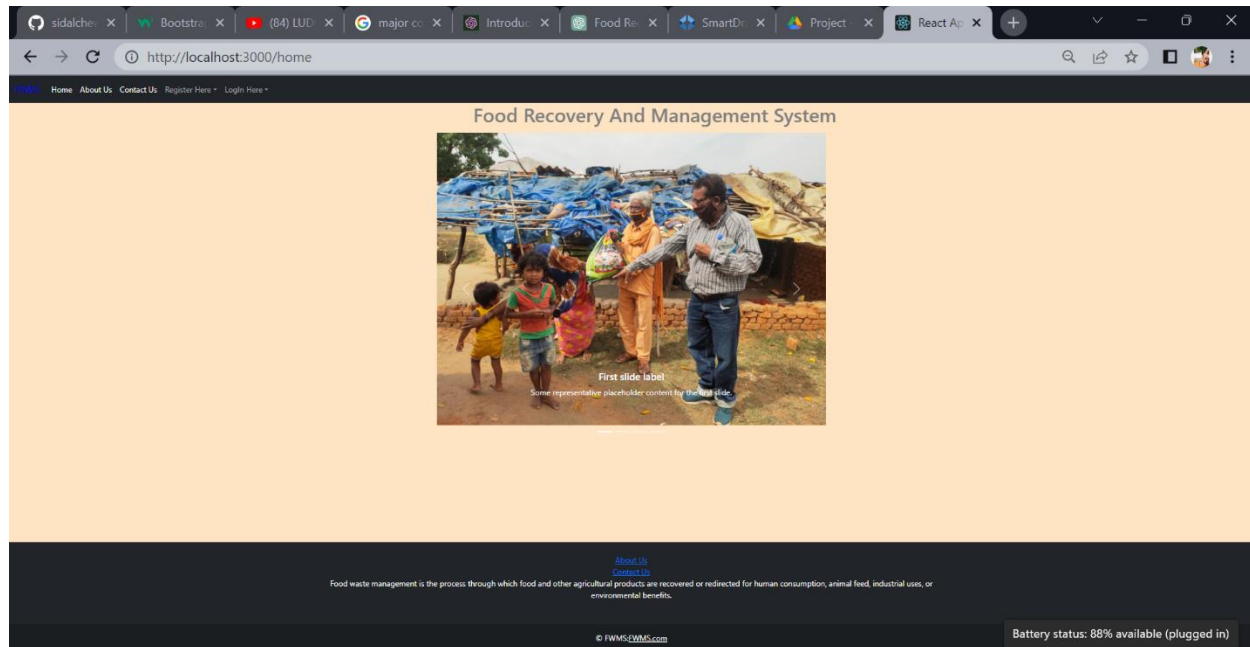 sidalche
Bootstrap
(84) LUD
major co
Introduc
Food Re
SmartDr
Project -
React Ap
http://localhost:3000/home
FWMS Home About Us Contact Us Register Here LogIn Here
Food Recovery And Management System
First slide label
Some representative placeholder content for the first slide.
About Us
Contact Us
Food waste management is the process through which food and other agricultural products are recovered or redirected for human consumption, animal feed, industrial uses, or
environmental benefits.
© FWMS:FWMS.com
Battery status: 88% available (plugged in)